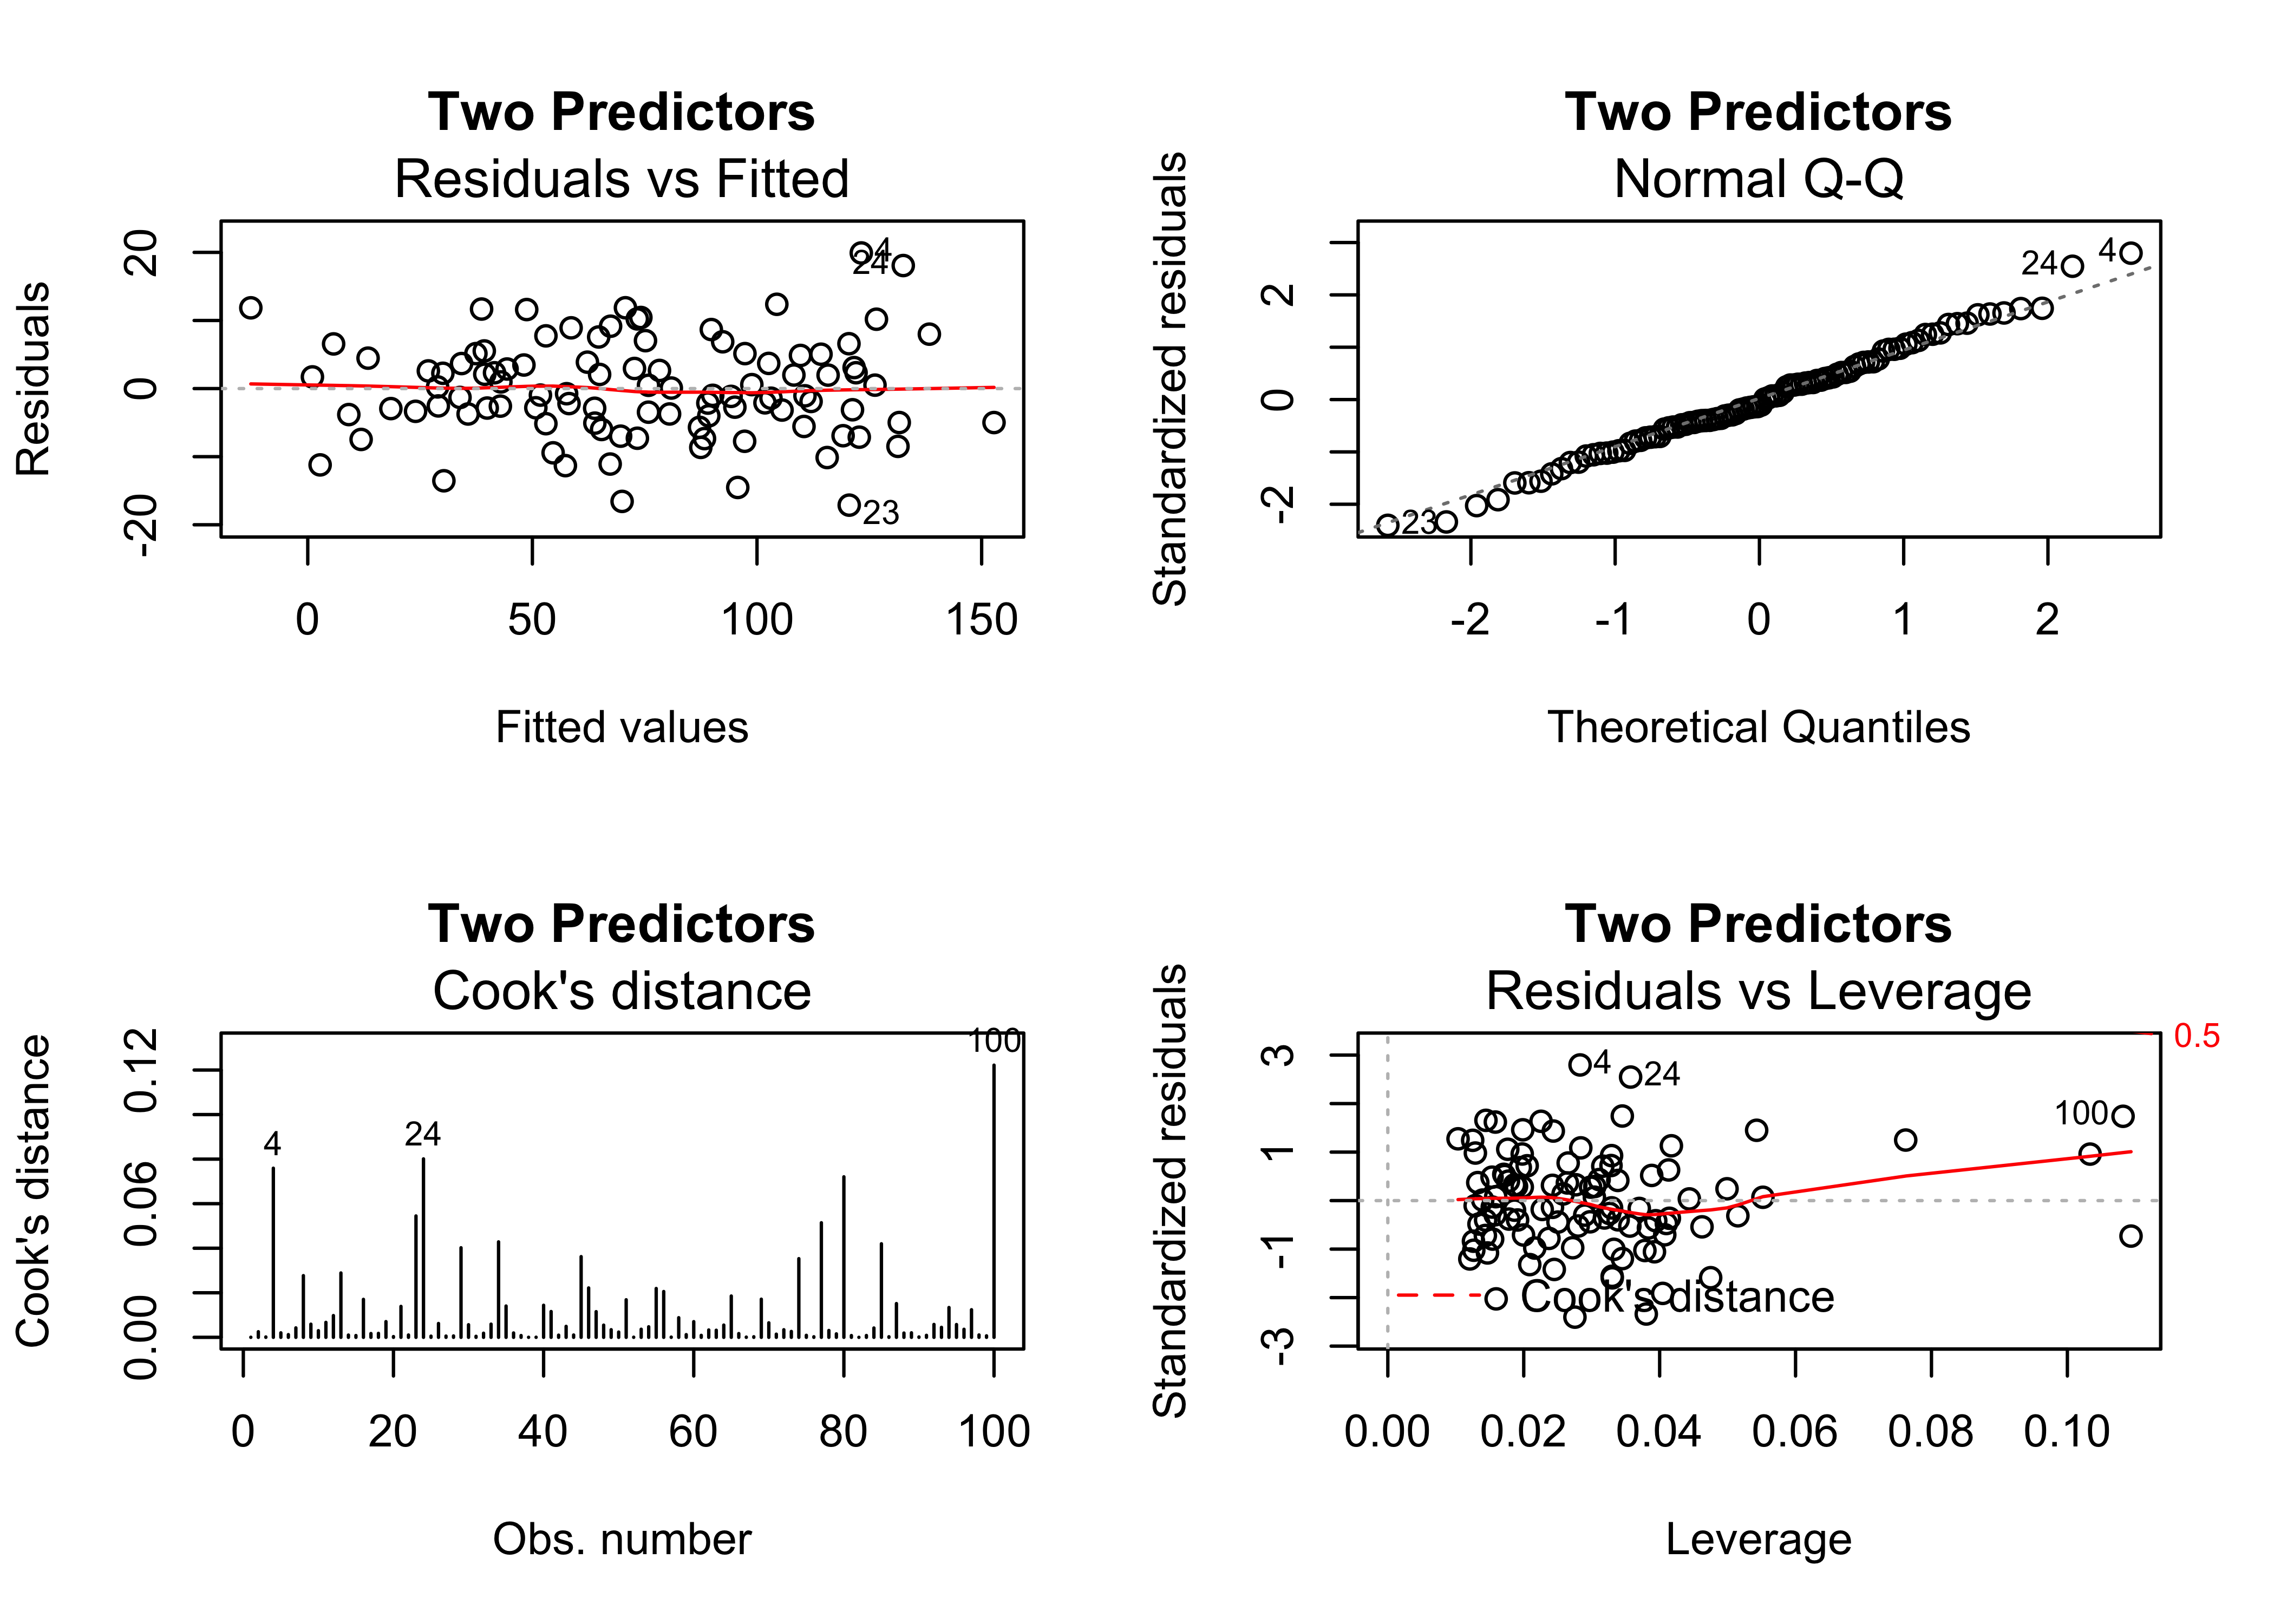 Two Predictors
Residuals vs Fitted
Residuals
20
0
-20
4
24
23
0 50 100 150
Fitted values
Two Predictors
Normal Q-Q
Standardized residuals
2
0
-2
24
4
23
-2 -1 0 1 2
Theoretical Quantiles
Two Predictors
Cook's distance
Cook's distance
0.12
0.06
0.00
4
24
100
0 20 40 60 80 100
Obs. number
Two Predictors
Residuals vs Leverage
Standardized residuals
3
1
-1
-3
4
24
100
0.5
Cook's distance
0.00 0.02 0.04 0.06 0.08 0.10
Leverage